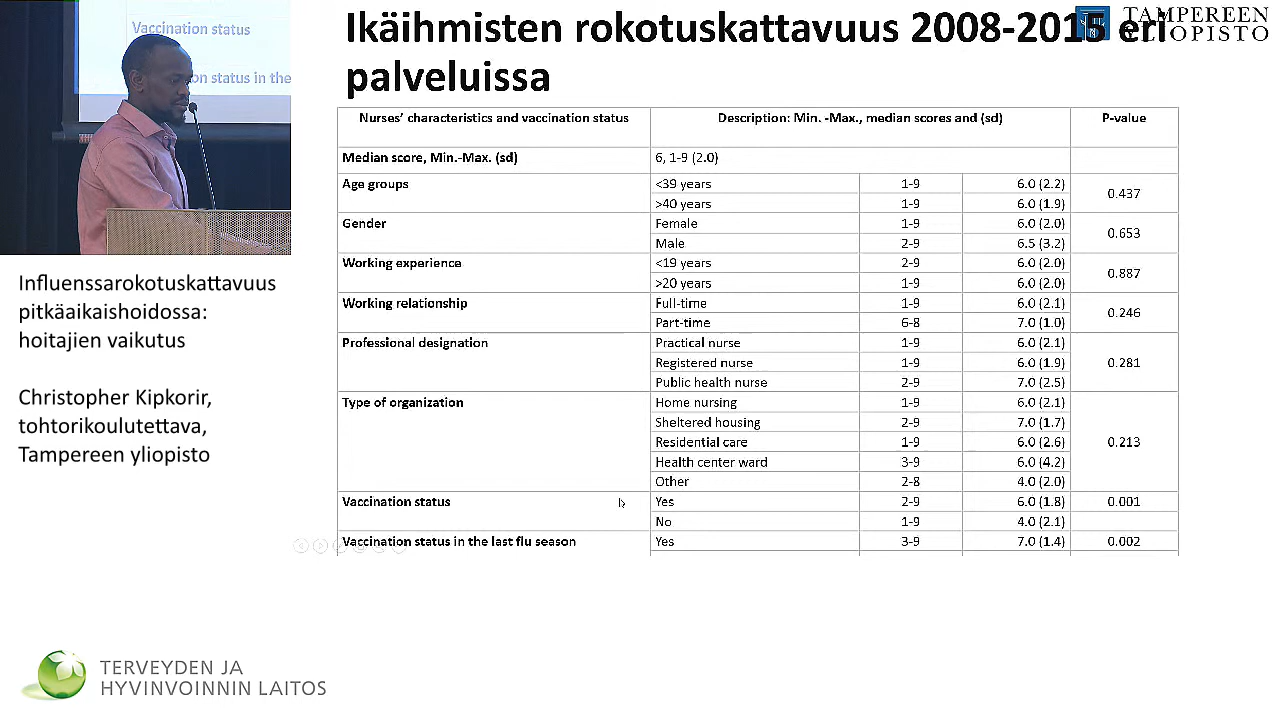 Vaccination status
on status in the
Ikäihmisten rokotuskattavuus 2008-2015 eri
palveluissa
TAMPEREEN
YLIOPISTO
Nurses' characteristics and vaccination status Description: Min. -Max., median scores and (sd) P-value
Median score, Min.-Max. (sd) 6, 1-9 (2.0)
Age groups <39 years 1-9 6.0 (2.2) 0.437
>40 years 1-9 6.0 (1.9)
Gender Female 1-9 6.0 (2.0) 0.653
Male 2-9 6.5 (3.2)
Working experience <19 years 2-9 6.0 (2.0) 0.887
>20 years 1-9 6.0 (2.0)
Working relationship Full-time 1-9 6.0 (2.1) 0.246
Part-time 6-8 7.0 (1.0)
Professional designation Practical nurse 1-9 6.0 (2.1)
Registered nurse 1-9 6.0 (1.9) 0.281
Public health nurse 2-9 7.0 (2.5)
Type of organization Home nursing 1-9 6.0 (2.1)
Sheltered housing 2-9 7.0 (1.7)
Residential care 1-9 6.0 (2.6) 0.213
Health center ward 3-9 6.0 (4.2)
Other 2-8 4.0 (2.0)
Vaccination status Yes 2-9 6.0 (1.8) 0.001
No 1-9 4.0 (2.1)
Vaccination status in the last flu season Yes 3-9 7.0 (1.4) 0.002
Influenssarokotuskattavuus
pitkäaikaishoidossa:
hoitajien vaikutus
Christopher Kipkorir,
tohtorikoulutettava,
Tampereen yliopisto
TERVEYDEN JA
HYVINVOINNIN LAITOS